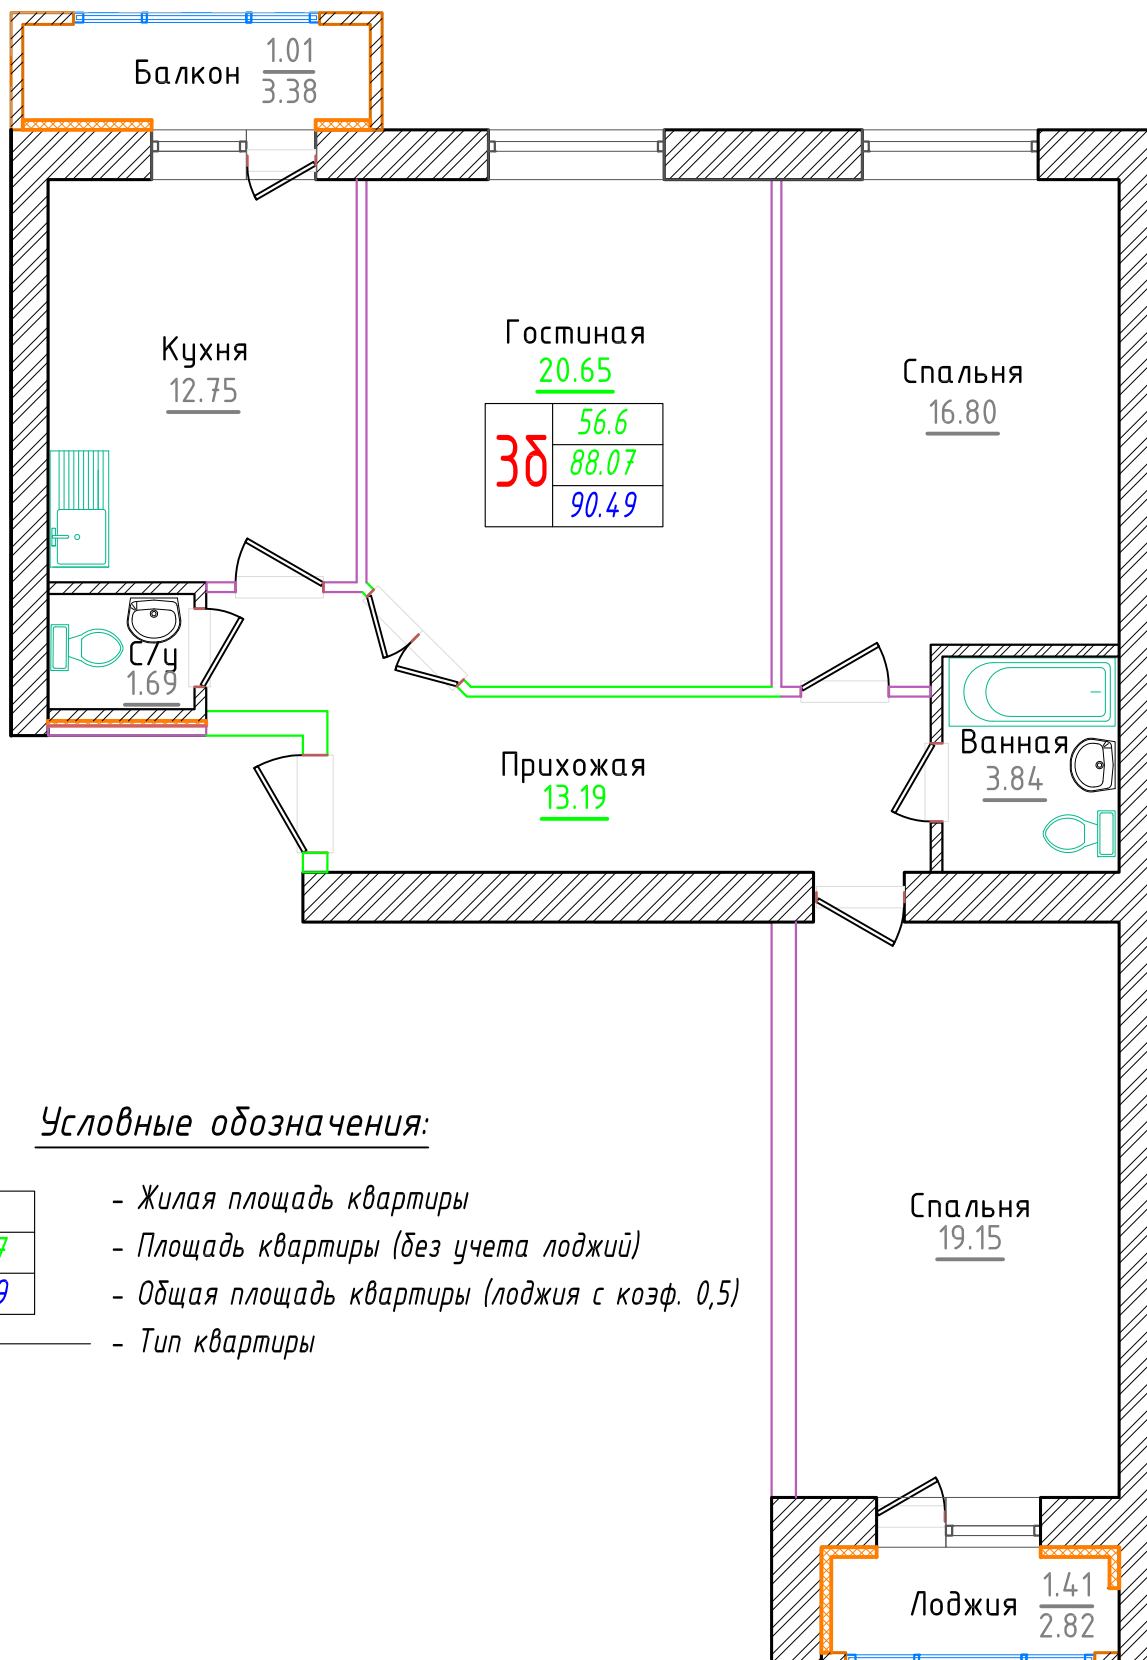 Балкон 1.01
3.38
Кухня
12.75
Гостиная
20.65
3б
56.6
88.07
90.49
Спальня
16.80
С/у
1.69
Прихожая
13.19
Ванная
3.84
Условные обозначения:
- Жилая площадь квартиры
7 - Площадь квартиры (без учета лоджий)
9 - Общая площадь квартиры (лоджия с коэф. 0,5)
- Тип квартиры
Спальня
19.15
Лоджия 1.41
2.82